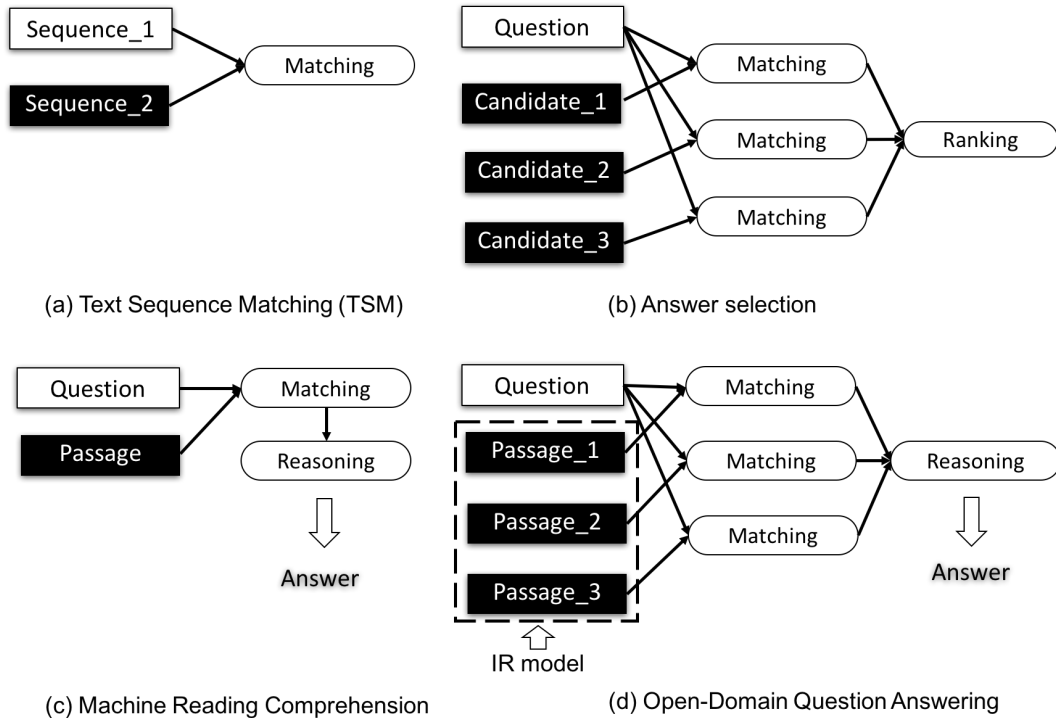 Sequence_1
Sequence_2
Matching
(a) Text Sequence Matching (TSM)
Question
Candidate_1
Candidate_2
Candidate_3
Matching
Matching
Matching
Ranking
(b) Answer selection
Question
Passage
Matching
Reasoning
Answer
(c) Machine Reading Comprehension
Question
Passage_1
Passage_2
Passage_3
IR model
Matching
Matching
Matching
Reasoning
Answer
(d) Open-Domain Question Answering